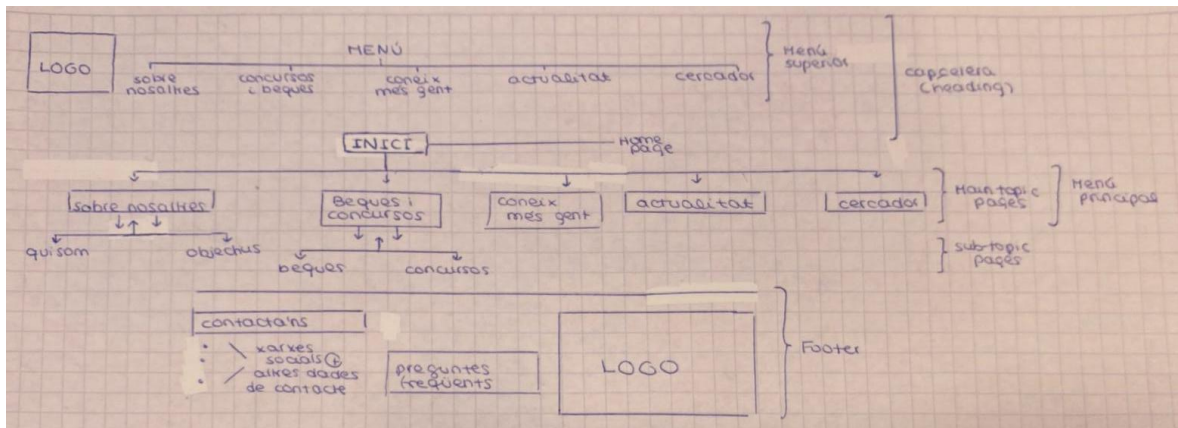 LOGO
MENÚ
sobre nosaltres
concursos i beques
coneix més gent
actualitat
cercador
Menú superior
capçelera (heading)
INICI
Home page
sobre nosaltres
Beques i concursos
coneix més gent
actualitat
cercador
Main topic pages
Menú principal
qui som
objectius
beques
concursos
sub-topic pages
contacta'ns
xarxes
socials +
altres dades
de contacte
preguntes
freqüents
LOGO
Footer